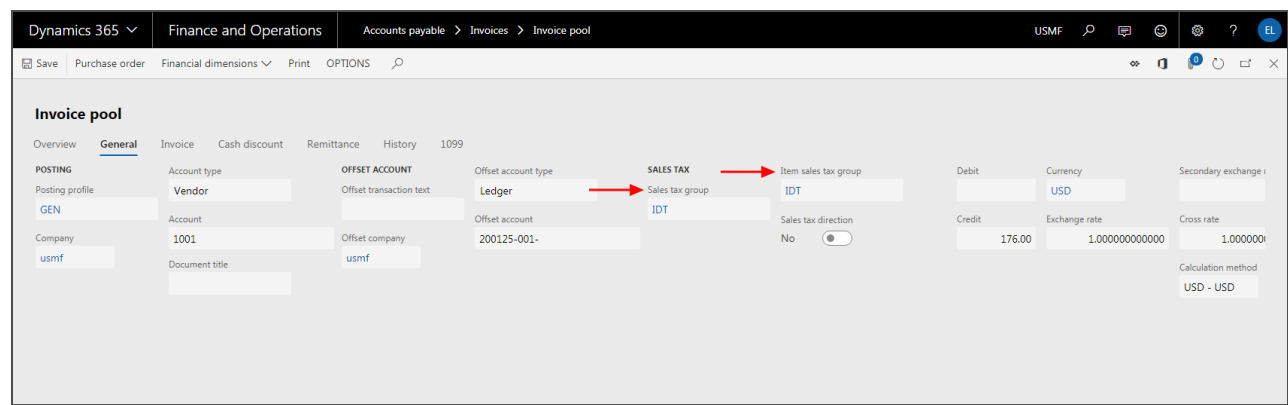 Dynamics 365 Finance and Operations Accounts payable > Invoices > Invoice pool USMF ? EL
Save Purchase order Financial dimensions Print OPTIONS 0
Invoice pool
Overview General Invoice Cash discount Remittance History 1099
POSTING Account type OFFSET ACCOUNT Offset account type SALES TAX Item sales tax group Debit Currency Secondary exchange
Posting profile Vendor Offset transaction text Ledger Sales tax group IDT USD
GEN IDT
Account Offset account Sales tax direction Credit Exchange rate Cross rate
Company 1001 Offset company 200125-001- No 176.00 1.000000000000 1.000000
usmf Document title usmf
Calculation method
USD - USD